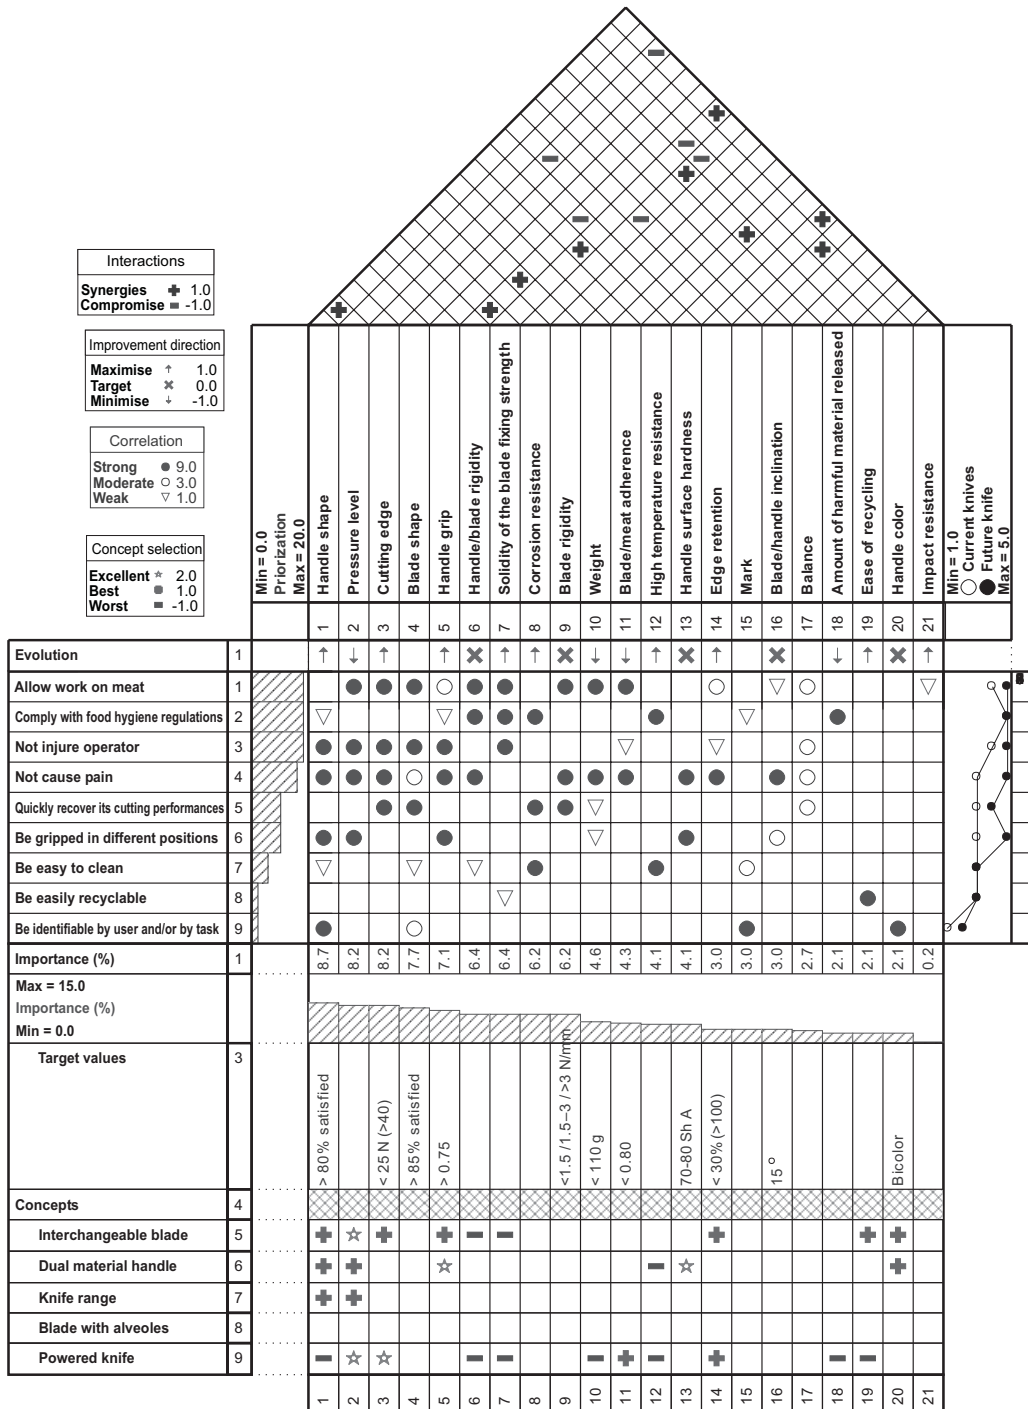 Interactions
Synergies 1.0
Compromise -1.0
Improvement direction
Maximise ↑ 1.0
Target 0.0
Minimise ↓ -1.0
Correlation
Strong 9.0
Moderate 3.0
Weak 1.0
Concept selection
Excellent 2.0
Best 1.0
Worst -1.0
Min = 0.0
Priorization
Max = 20.0
Handle shape
Pressure level
Cutting edge
Blade shape
Handle grip
Handle/blade rigidity
Solidity of the blade fixing strength
Corrosion resistance
Blade rigidity
Weight
Blade/meat adherence
High temperature resistance
Handle surface hardness
Edge retention
Mark
Blade/handle inclination
Balance
Amount of harmful material released
Ease of recycling
Handle color
Impact resistance
Min = 1.0
Current knives
Future knife
Max = 5.0
1 2 3 4 5 6 7 8 9 10 11 12 13 14 15 16 17 18 19 20 21
Evolution 1 ↑ ↓ ↑ ↑ ↑ ↑ ↓ ↓ ↑ ↑ ↓ ↑ ↑
Allow work on meat 1
Comply with food hygiene regulations 2
Not injure operator 3
Not cause pain 4
Quickly recover its cutting performances 5
Be gripped in different positions 6
Be easy to clean 7
Be easily recyclable 8
Be identifiable by user and/or by task 9
Importance (%) 1 8.7 8.2 8.2 7.7 7.1 6.4 6.4 6.2 6.2 4.6 4.3 4.1 4.1 3.0 3.0 3.0 2.7 2.1 2.1 2.1 0.2
Max = 15.0
Importance (%)
Min = 0.0
Target values 3
> 80% satisfied
< 25 N (>40)
> 85% satisfied
> 0.75
<1.5 /1.5–3 / >3 N/mm
< 110 g
< 0.80
70-80 Sh A
< 30% (>100)
15 °
Bicolor
Concepts 4
Interchangeable blade 5
Dual material handle 6
Knife range 7
Blade with alveoles 8
Powered knife 9
1 2 3 4 5 6 7 8 9 10 11 12 13 14 15 16 17 18 19 20 21